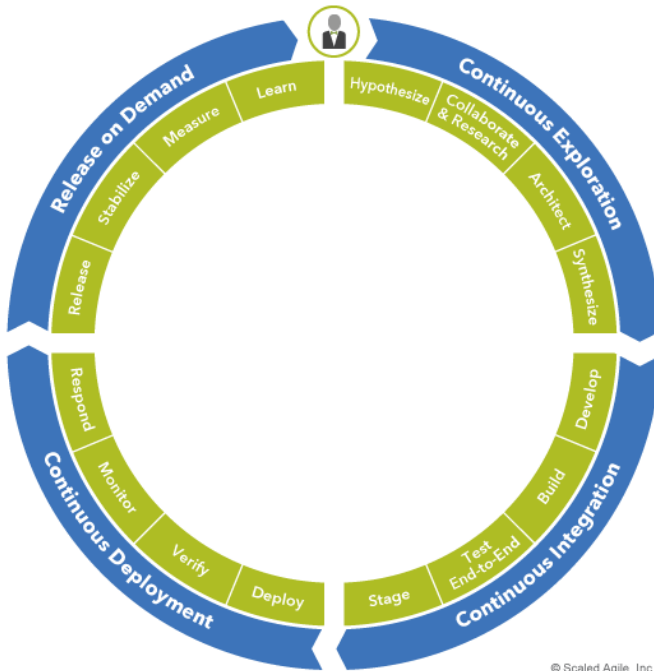 Continuous Exploration
Hypothesize
Collaborate
& Research
Architect
Synthesize
Continuous Integration
Develop
Build
Test
End-to-End
Stage
Continuous Deployment
Deploy
Verify
Monitor
Respond
Release on Demand
Release
Stabilize
Measure
Learn
© Scaled Agile, Inc.